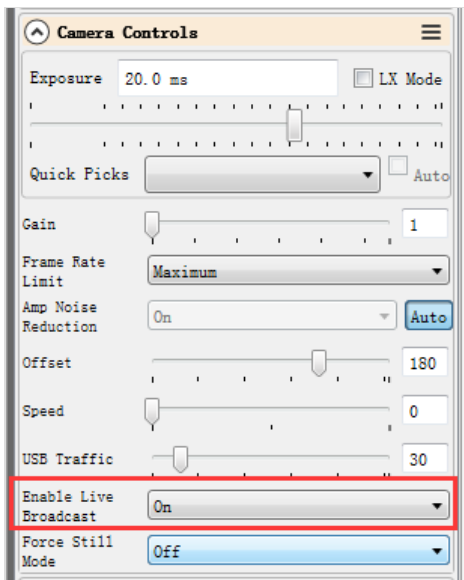 Camera Controls
Exposure 20.0 ms LX Mode
Quick Picks Auto
Gain 1
Frame Rate
Limit Maximum
Amp Noise
Reduction On Auto
Offset 180
Speed 0
USB Traffic 30
Enable Live
Broadcast On
Force Still
Mode Off